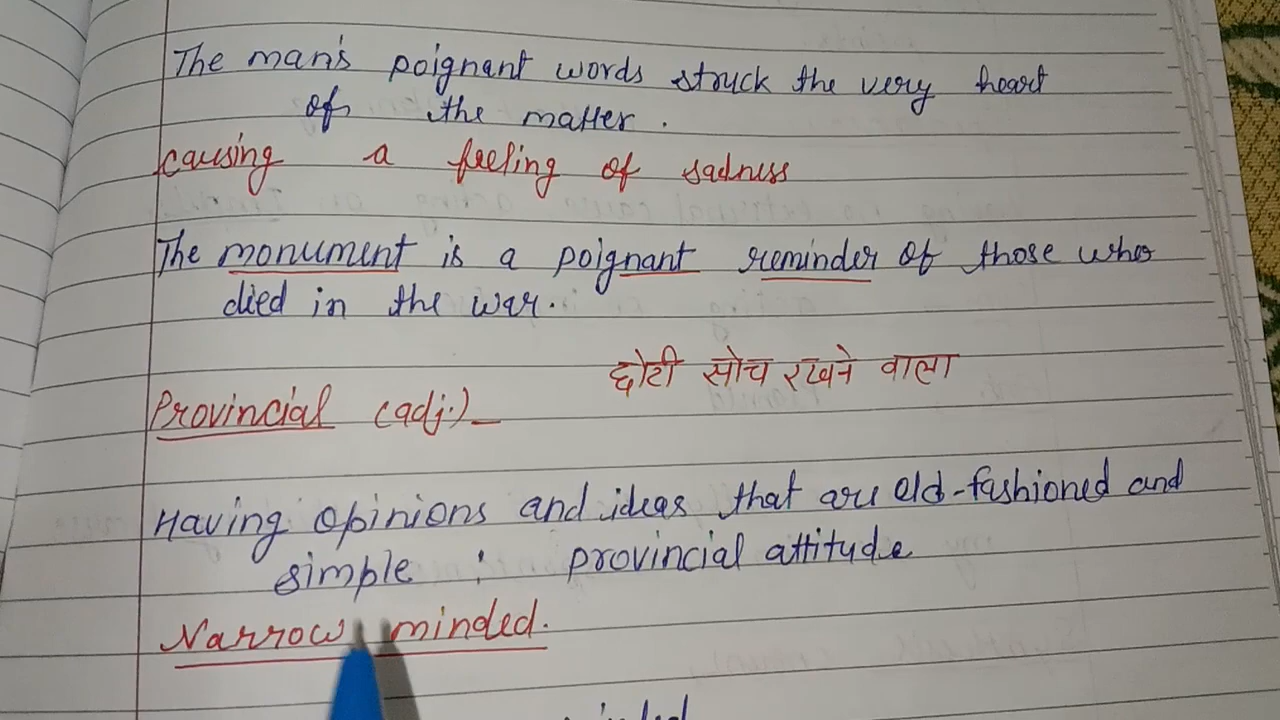 The man's poignant words struck the very heart
of the matter.
causing a feeling of sadness
The monument is a poignant reminder of those who
died in the war.
छोटी सोच रखने वाला
Provincial (adj.) -
Having opinions and ideas that are old-fashioned and
simple : provincial attitude
Narrow minded.